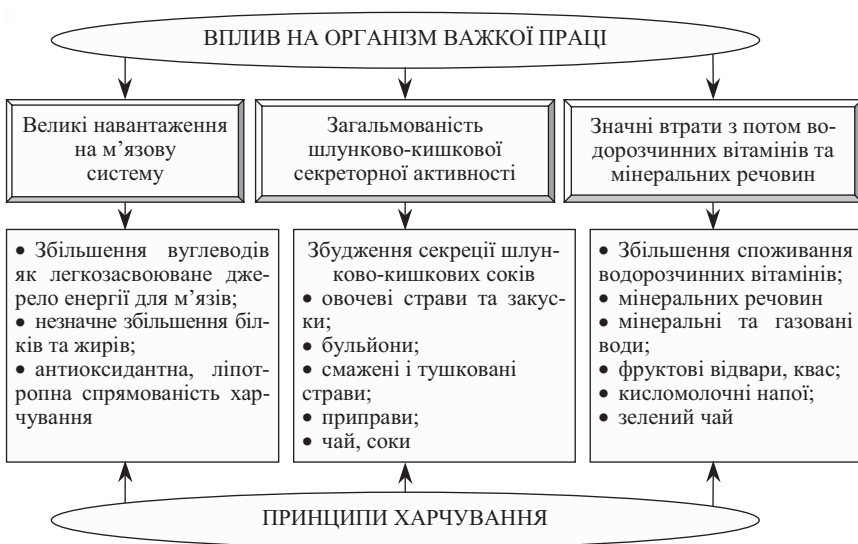 ВПЛИВ НА ОРГАНІЗМ ВАЖКОЇ ПРАЦІ
Великі навантаження
на м’язову
систему
Загальмованість
шлунково-кишкової
секреторної активності
Значні втрати з потом во-
дорозчинних вітамінів та
мінеральних речовин
• Збільшення вуглеводів
як легкозасвоюване дже-
рело енергії для м’язів;
• незначне збільшення біл-
ків та жирів;
• антиоксидантна, ліпот-
ропна спрямованість хар-
чування
Збудження секреції шлун-
ково-кишкових соків
• овочеві страви та закус-
ки;
• бульйони;
• смажені і тушковані
страви;
• приправи;
• чай, соки
• Збільшення споживання
водорозчинних вітамінів;
• мінеральних речовин
• мінеральні та газовані
води;
• фруктові відвари, квас;
• кисломолочні напої;
• зелений чай
ПРИНЦИПИ ХАРЧУВАННЯ